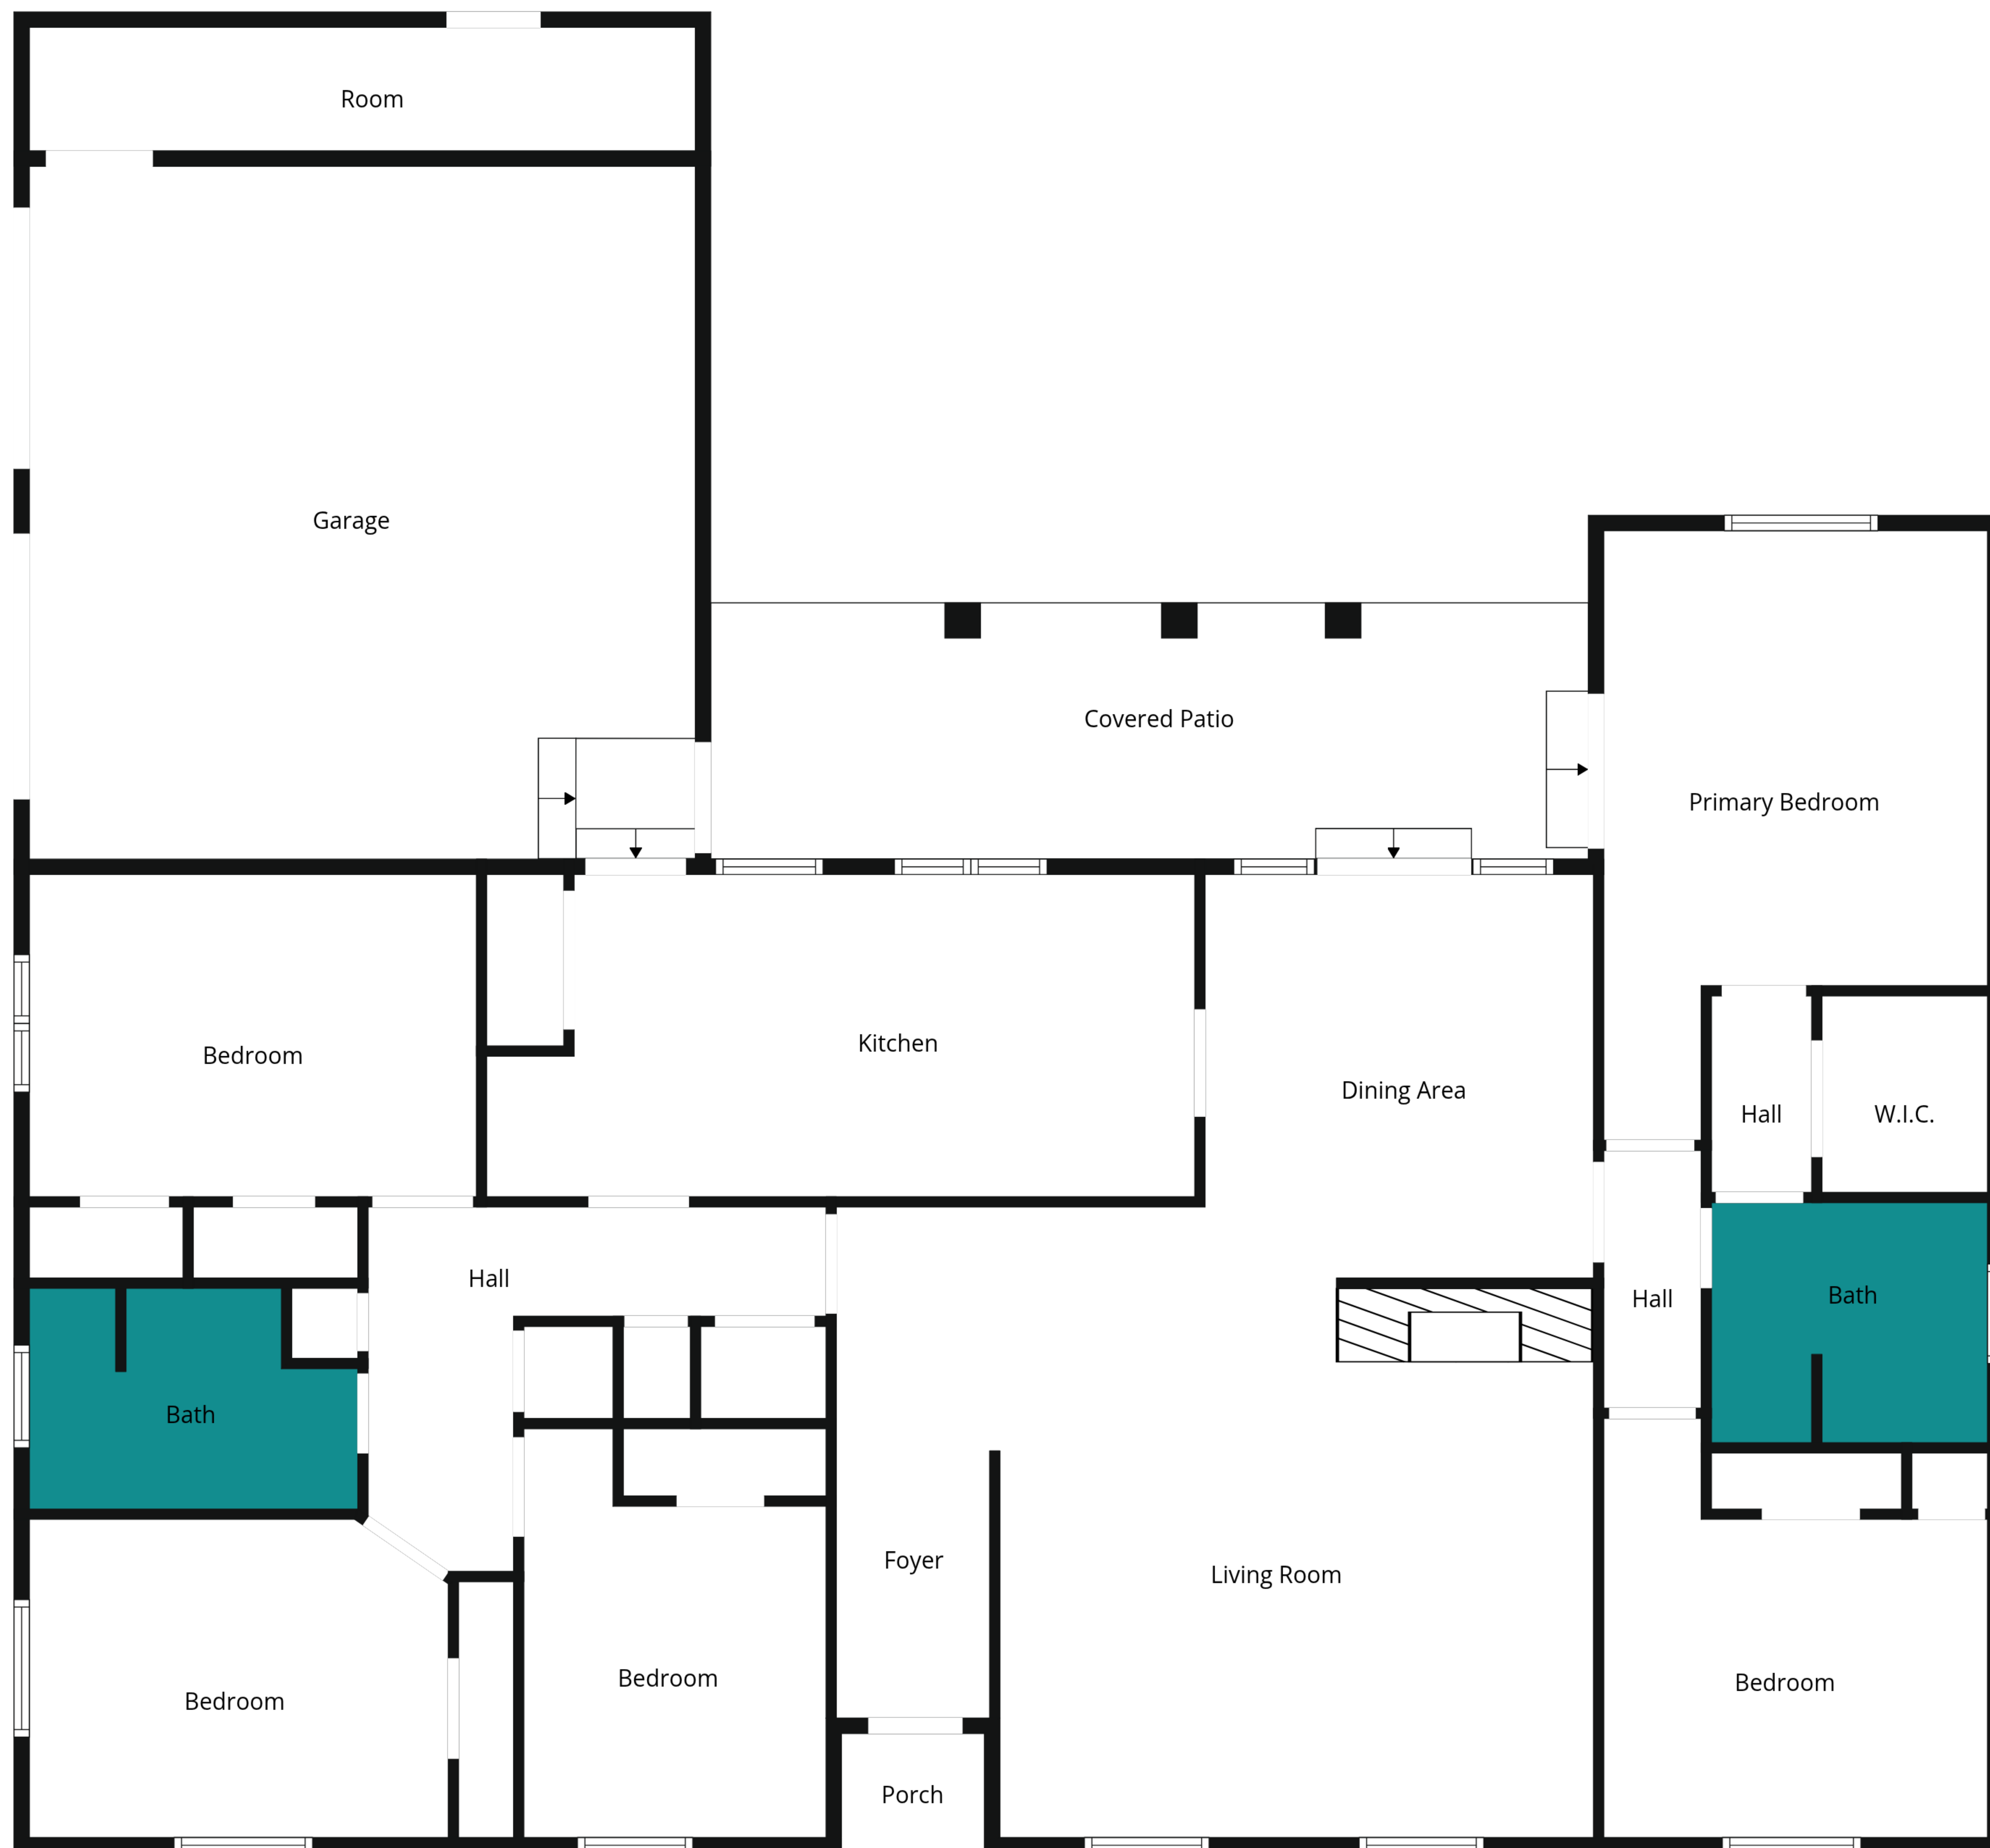 Room
Garage
Covered Patio
Primary Bedroom
Bedroom
Kitchen
Dining Area
Hall
W.I.C.
Hall
Hall
Bath
Bath
Foyer
Living Room
Bedroom
Bedroom
Bedroom
Porch